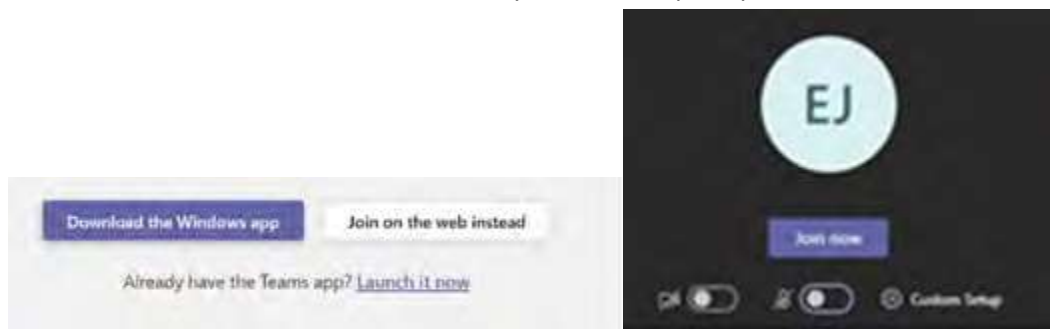 Download the Windows app
Join on the web instead
Already have the Teams app? Launch it now
EJ
Join now
Custom Setup